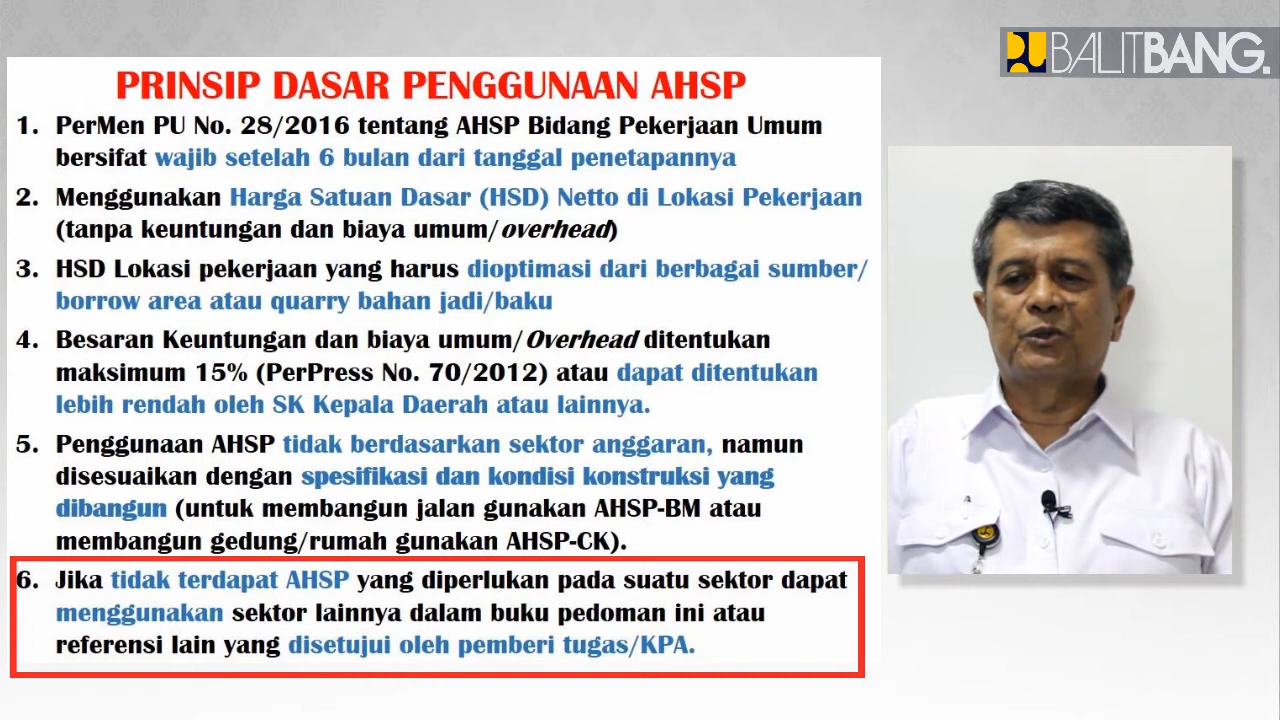 PU BALITBANG.
PRINSIP DASAR PENGGUNAAN AHSP
1. PerMen PU No. 28/2016 tentang AHSP Bidang Pekerjaan Umum
bersifat wajib setelah 6 bulan dari tanggal penetapannya
2. Menggunakan Harga Satuan Dasar (HSD) Netto di Lokasi Pekerjaan
(tanpa keuntungan dan biaya umum/overhead)
3. HSD Lokasi pekerjaan yang harus dioptimasi dari berbagai sumber/
borrow area atau quarry bahan jadi/baku
4. Besaran Keuntungan dan biaya umum/Overhead ditentukan
maksimum 15% (PerPress No. 70/2012) atau dapat ditentukan
lebih rendah oleh SK Kepala Daerah atau lainnya.
5. Penggunaan AHSP tidak berdasarkan sektor anggaran, namun
disesuaikan dengan spesifikasi dan kondisi konstruksi yang
dibangun (untuk membangun jalan gunakan AHSP-BM atau
membangun gedung/rumah gunakan AHSP-CK).
6. Jika tidak terdapat AHSP yang diperlukan pada suatu sektor dapat
menggunakan sektor lainnya dalam buku pedoman ini atau
referensi lain yang disetujui oleh pemberi tugas/KPA.